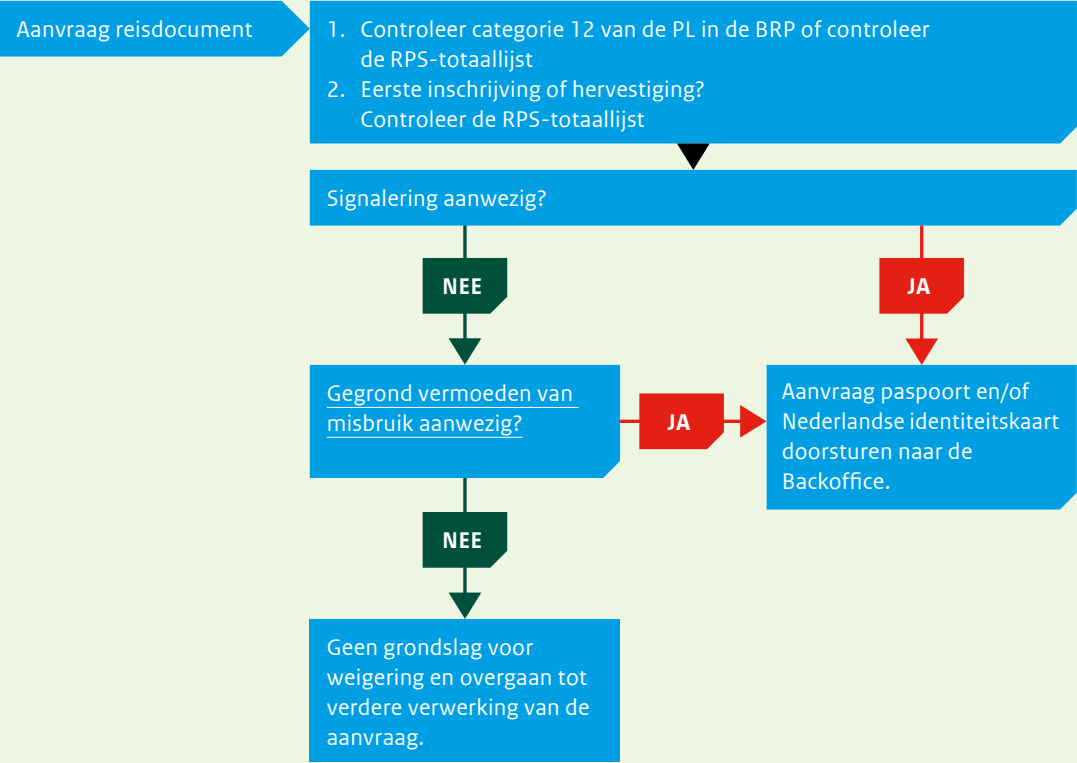 Aanvraag reisdocument
1. Controleer categorie 12 van de PL in de BRP of controleer
de RPS-totaallijst
2. Eerste inschrijving of hervestiging?
Controleer de RPS-totaallijst
Signalering aanwezig?
NEE
JA
Gegrond vermoeden van
misbruik aanwezig?
JA
Aanvraag paspoort en/of
Nederlandse identiteitskaart
doorsturen naar de
Backoffice.
NEE
Geen grondslag voor
weigering en overgaan tot
verdere verwerking van de
aanvraag.